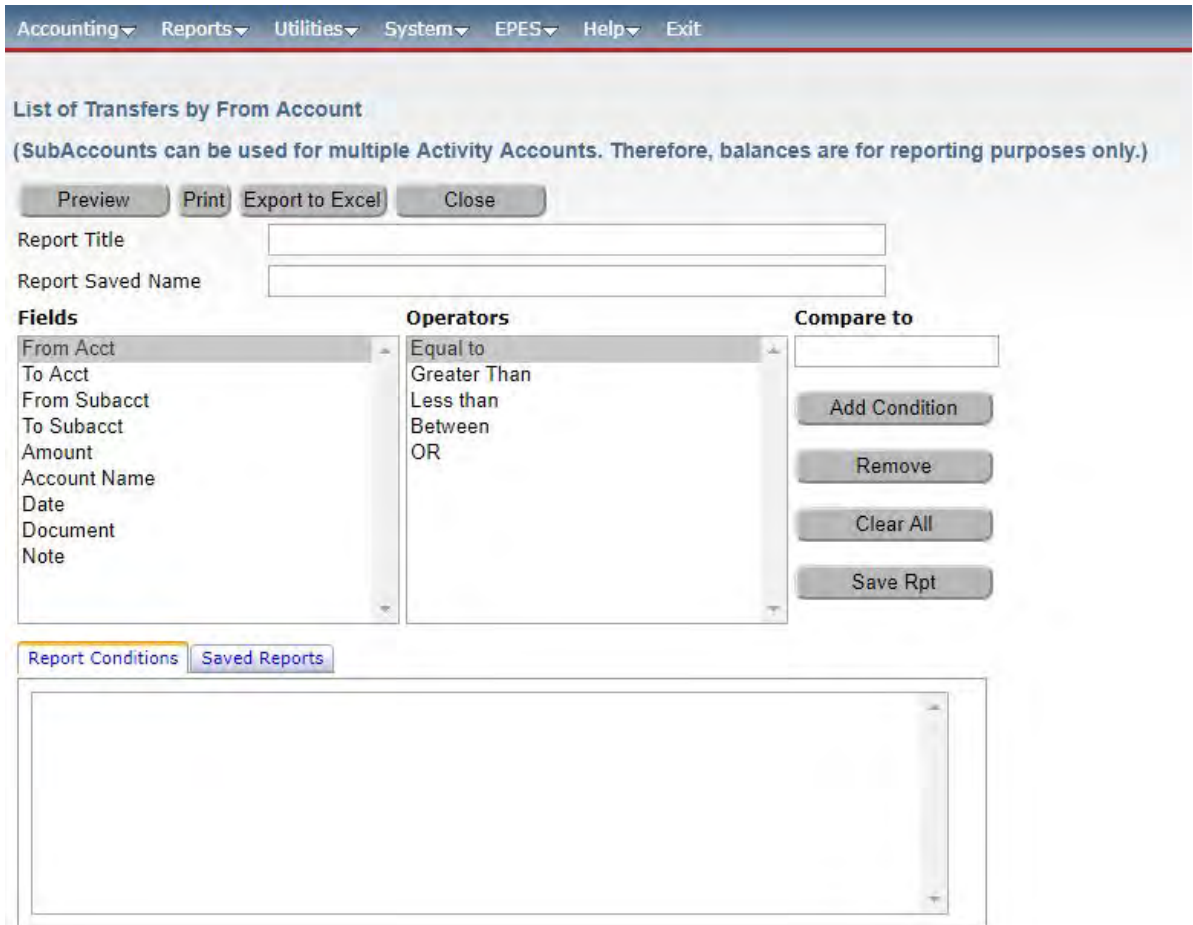 Accounting Reports Utilities System EPES Help Exit
List of Transfers by From Account
(SubAccounts can be used for multiple Activity Accounts. Therefore, balances are for reporting purposes only.)
Preview Print Export to Excel Close
Report Title
Report Saved Name
Fields Operators Compare to
From Acct Equal to
To Acct Greater Than
From Subacct Less than Add Condition
To Subacct Between
Amount OR
Account Name Remove
Date
Document Clear All
Note
Save Rpt
Report Conditions Saved Reports